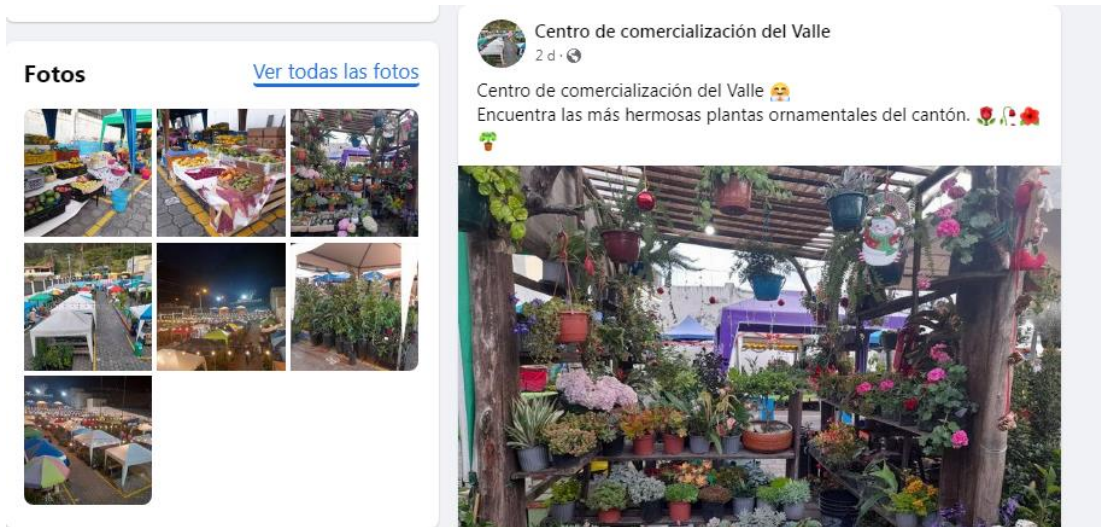 Fotos
Ver todas las fotos
Centro de comercialización del Valle
2 d ·
Centro de comercialización del Valle 🤗
Encuentra las más hermosas plantas ornamentales del cantón. 🌹🥀🌺
🪴